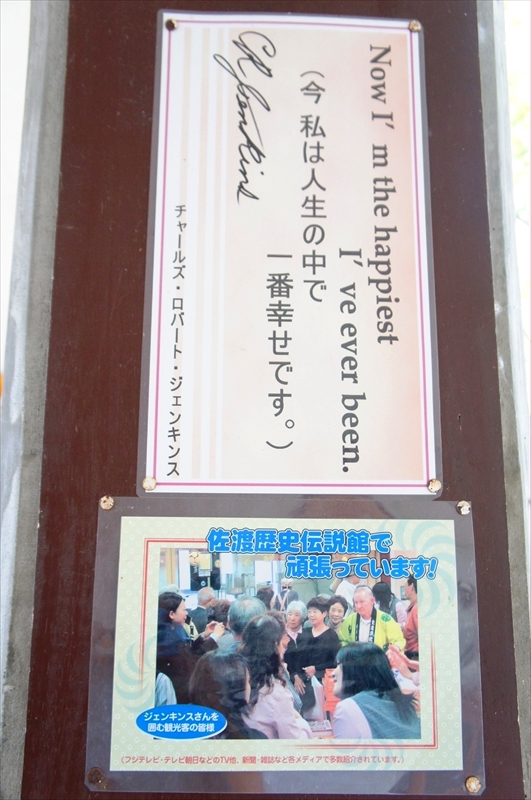 Now I'm the happiest
I've ever been.
(今 私は人生の中で
一番幸せです。)
CR Jenkins
チャールズ・ロバート・ジェンキンス
佐渡歴史伝説館で
頑張っています!
ジェンキンスさんを
囲む観光客の皆様
(フジテレビ・テレビ朝日などのTV他、新聞・雑誌など各メディアで多数紹介されています。)